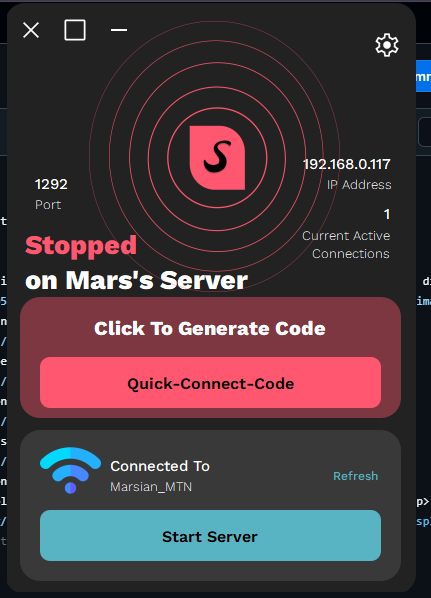 S
1292
Port
192.168.0.117
IP Address
1
Current Active
Connections
Stopped
on Mars's Server
Click To Generate Code
Quick-Connect-Code
Connected To
Marsian_MTN
Refresh
Start Server